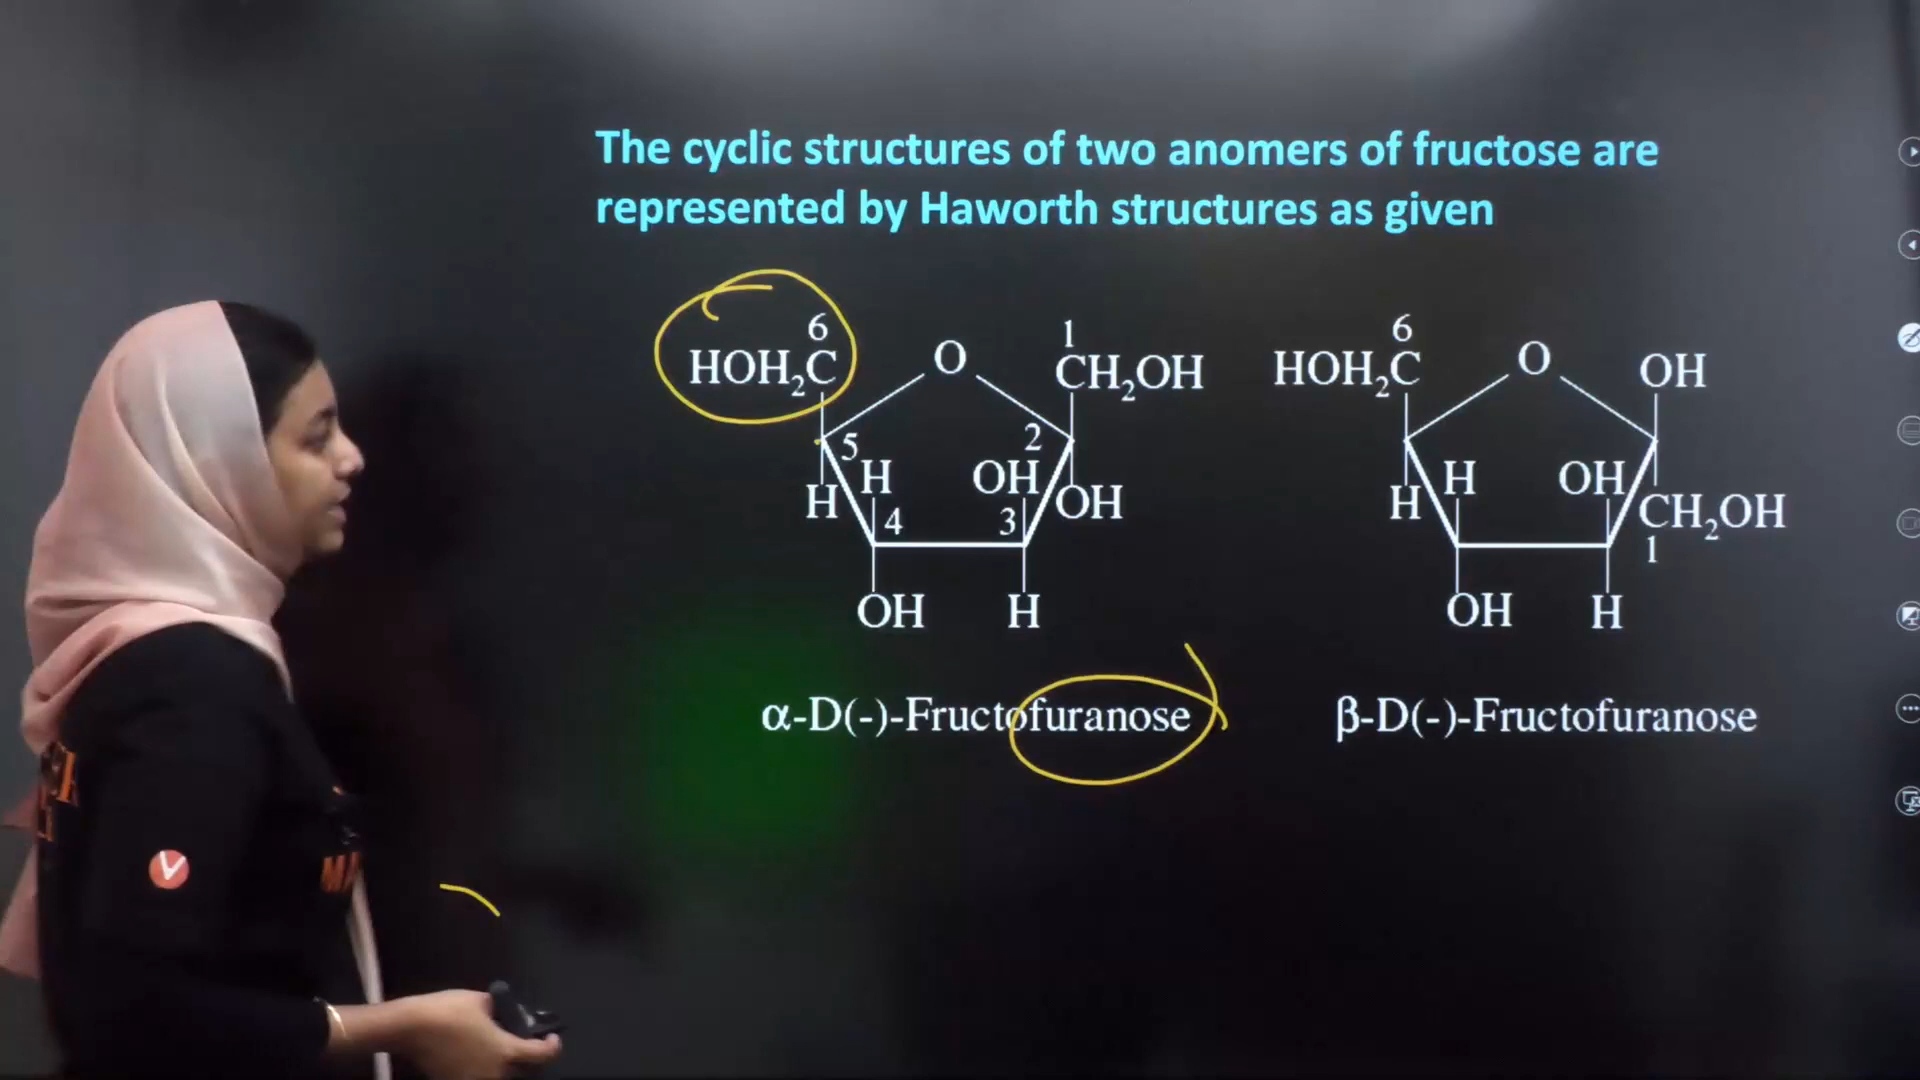 The cyclic structures of two anomers of fructose are
represented by Haworth structures as given
6
HOH₂C
O
1
CH₂OH
5
2
H
H
OH
OH
4
3
OH
H
α-D(-)-Fructofuranose
6
HOH₂C
O
OH
H
H
OH
CH₂OH
1
OH
H
β-D(-)-Fructofuranose
V